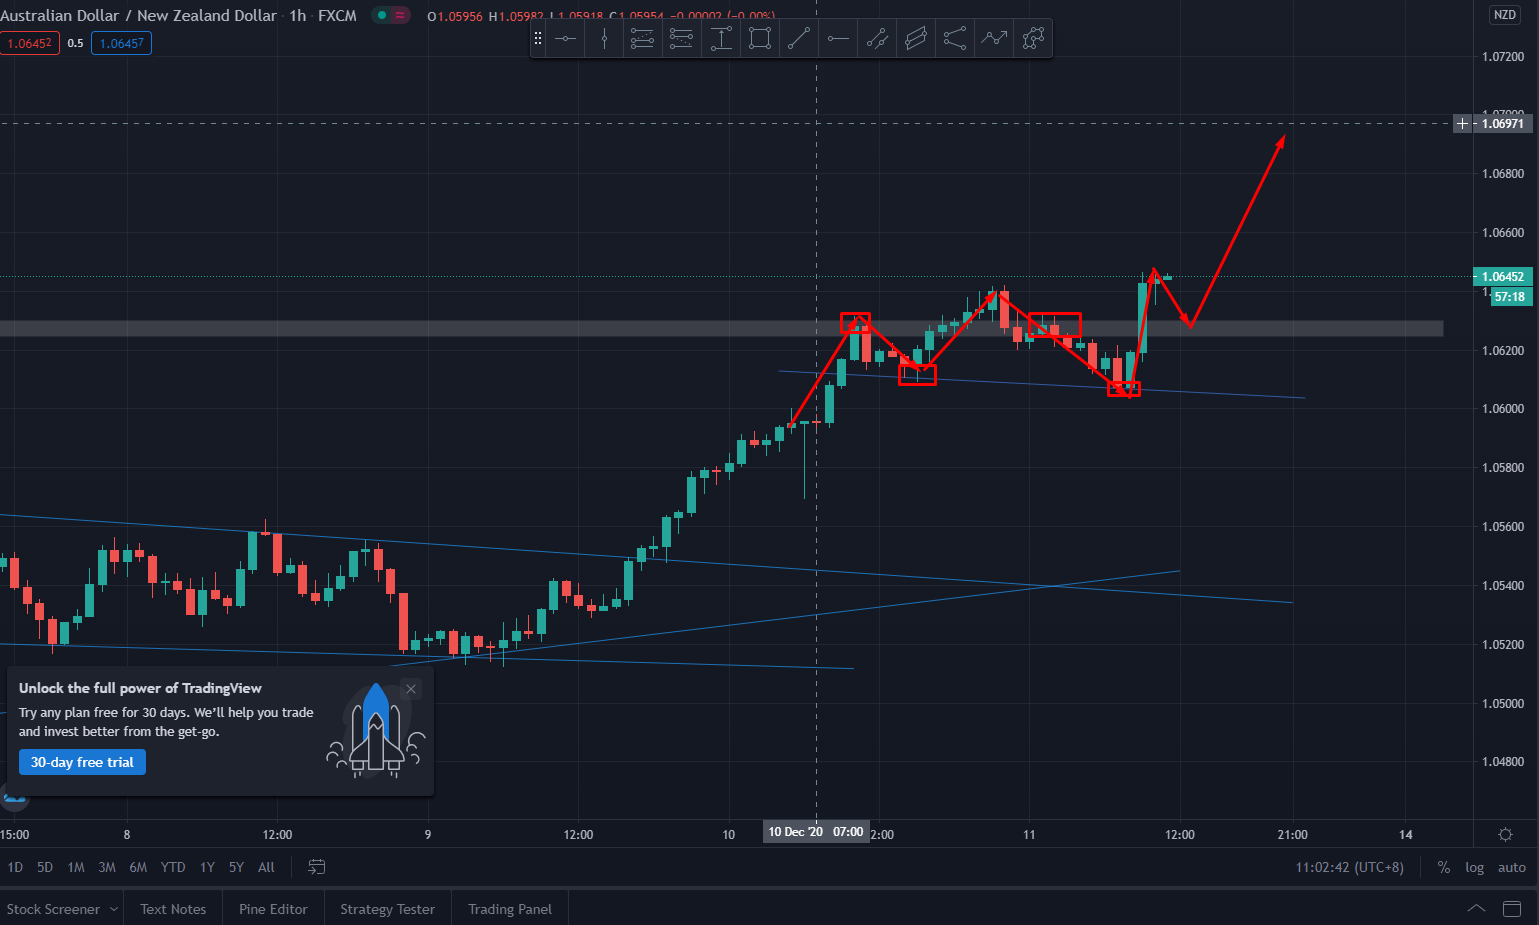 Australian Dollar / New Zealand Dollar · 1h · FXCM
O1.05956 H1.05982 L1.05918 C1.05954 −0.00002 (−0.00%)
NZD
1.06452 0.5 1.06457
1.07200
1.07000
1.06971
1.06800
1.06600
1.06452
57:18
1.06200
1.06000
1.05800
1.05600
1.05400
1.05200
1.05000
1.04800
Unlock the full power of TradingView
Try any plan free for 30 days. We'll help you trade
and invest better from the get-go.
30-day free trial
15:00 8 12:00 9 12:00 10 10 Dec '20 07:00 2:00 11 12:00 21:00 14
1D 5D 1M 3M 6M YTD 1Y 5Y All 11:02:42 (UTC+8) % log auto
Stock Screener Text Notes Pine Editor Strategy Tester Trading Panel